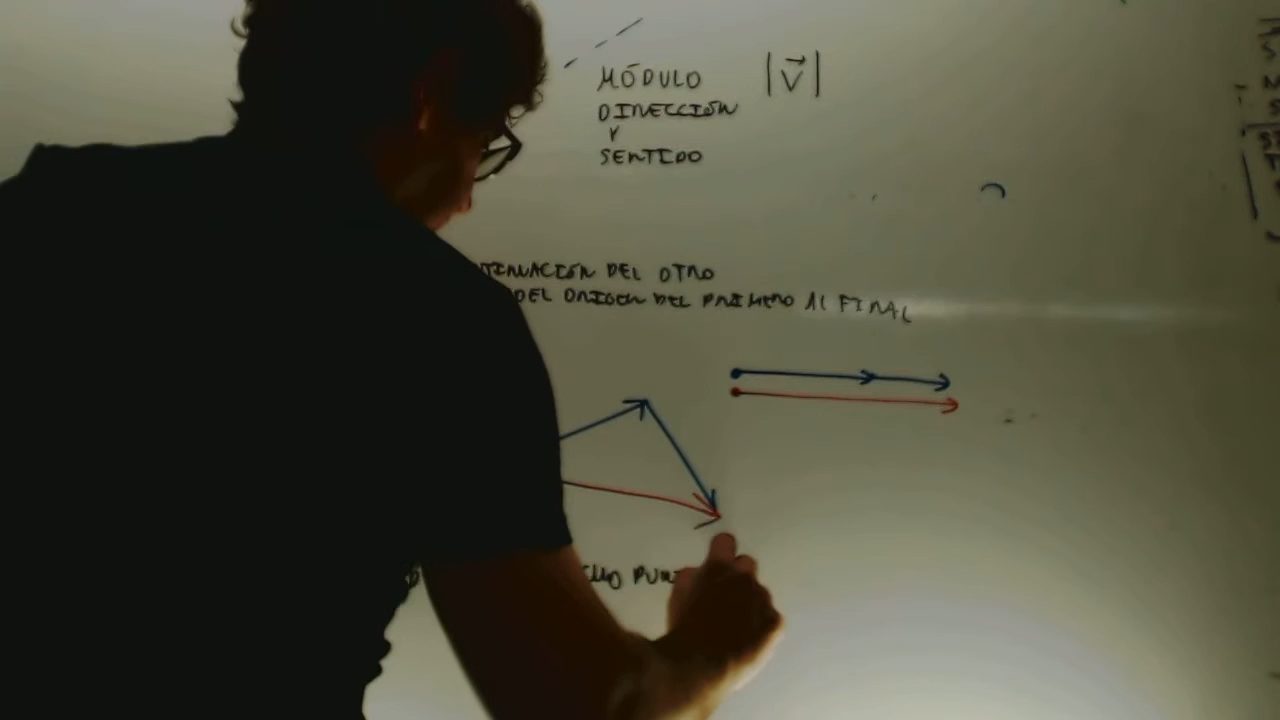 MÓDULO |V⃗|
DIRECCIÓN
Y
SENTIDO
TINUACIÓN DEL OTRO
DEL ORIGEN DEL PRIMERO AL FINAL